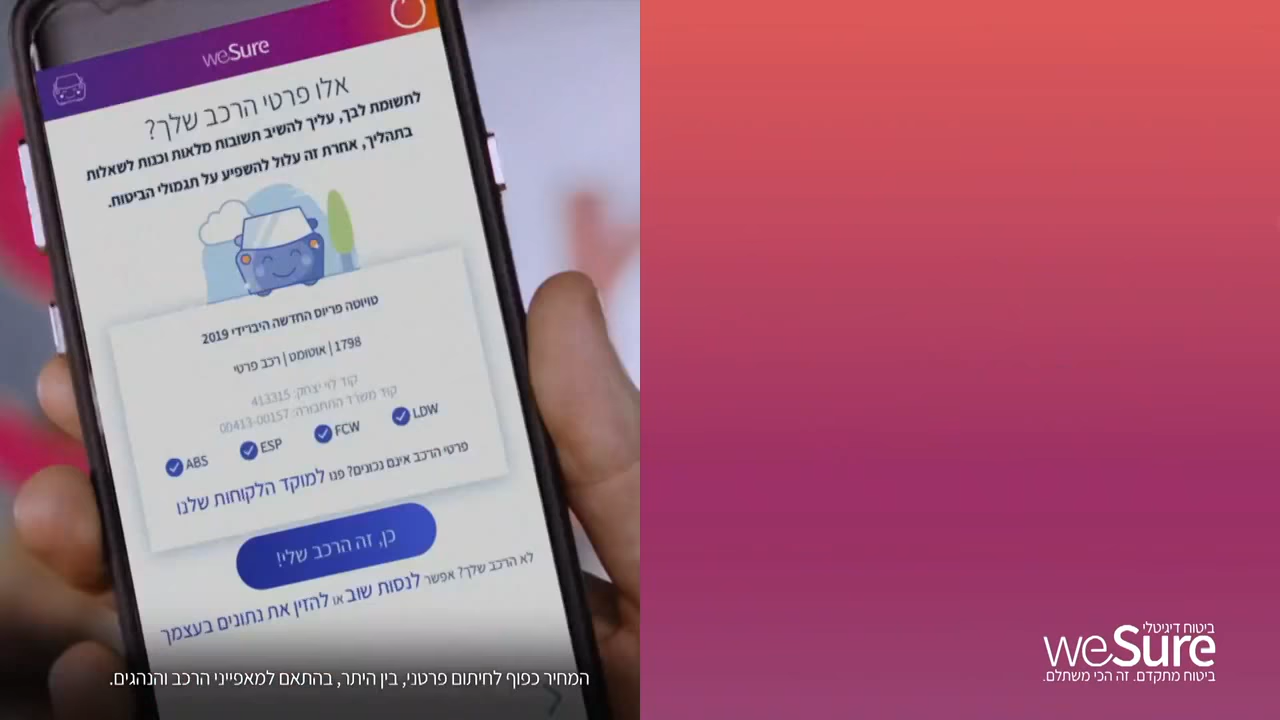 weSure
אלו פרטי הרכב שלך?
לתשומת לבך, עליך להשיב תשובות מלאות וכנות לשאלות
בתהליך, אחרת זה עלול להשפיע על תגמולי הביטוח.
טויוטה פריוס החדשה היברידי 2019
1798 | אוטומט | רכב פרטי
קוד לוי יצחק: 413315
קוד משרד התחבורה: 00413-00157
ABS ESP FCW LDW
פרטי הרכב אינם נכונים? פנו למוקד הלקוחות שלנו
כן, זה הרכב שלי!
לא הרכב שלך? אפשר לנסות שוב או להזין את נתונים בעצמך
המחיר כפוף לחיתום פרטני, בין היתר, בהתאם למאפייני הרכב והנהגים.
ביטוח דיגיטלי
weSure
ביטוח מתקדם. זה הכי משתלם.